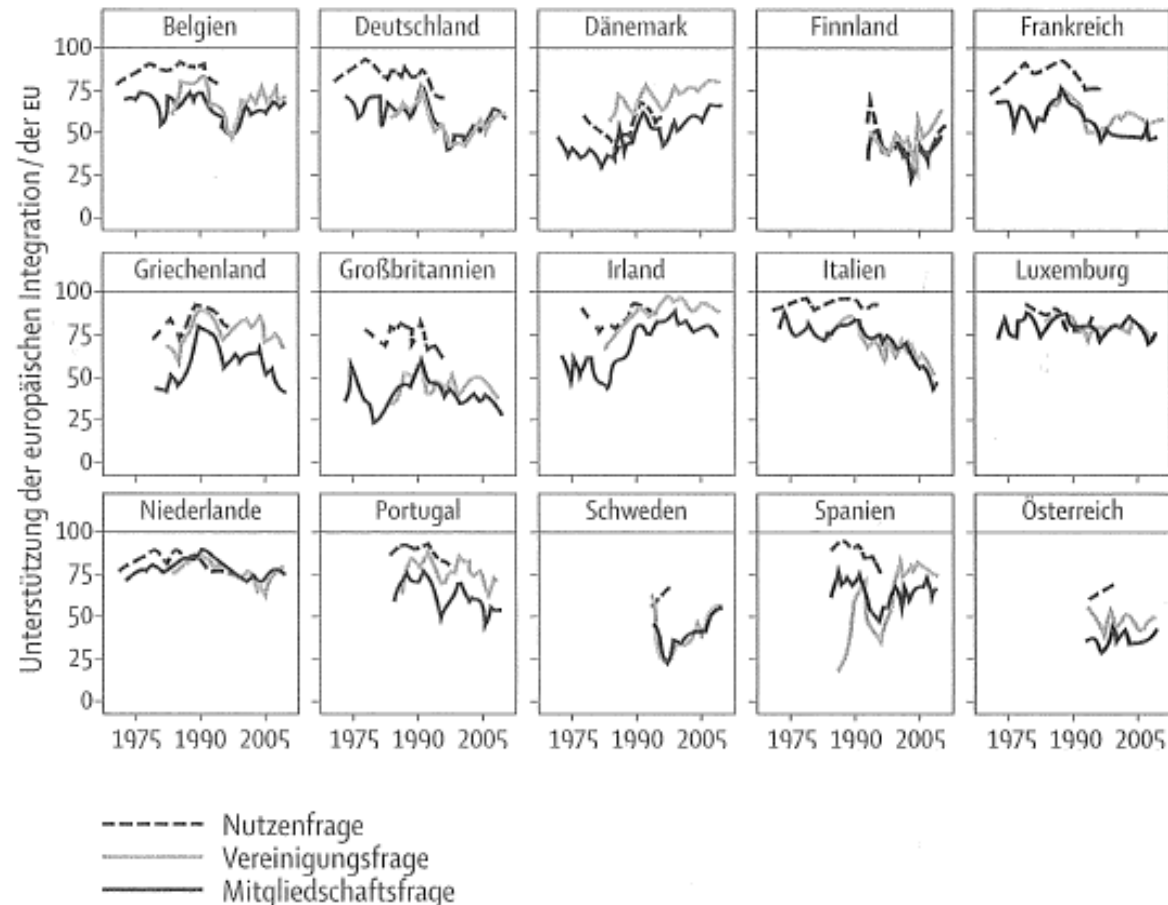 Unterstützung der europäischen Integration / der EU
Belgien Deutschland Dänemark Finnland Frankreich
100
75
50
25
0
Griechenland Großbritannien Irland Italien Luxemburg
100
75
50
25
0
Niederlande Portugal Schweden Spanien Österreich
100
75
50
25
0
1975 1990 2005 1975 1990 2005 1975 1990 2005 1975 1990 2005 1975 1990 2005
Nutzenfrage
Vereinigungsfrage
Mitgliedschaftsfrage